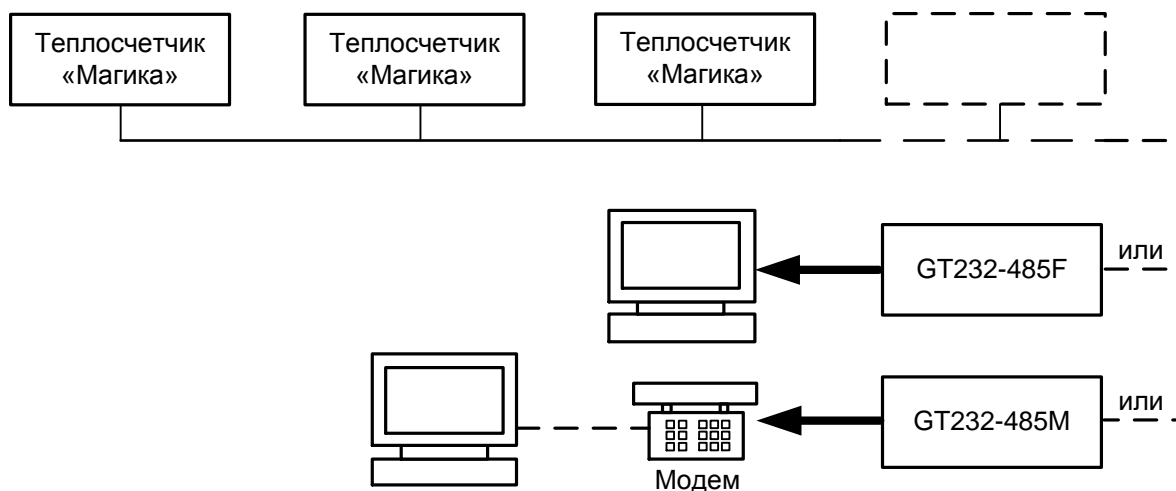 Теплосчетчик
«Магика»
Теплосчетчик
«Магика»
Теплосчетчик
«Магика»
GT232-485F
или
GT232-485M
или
Модем